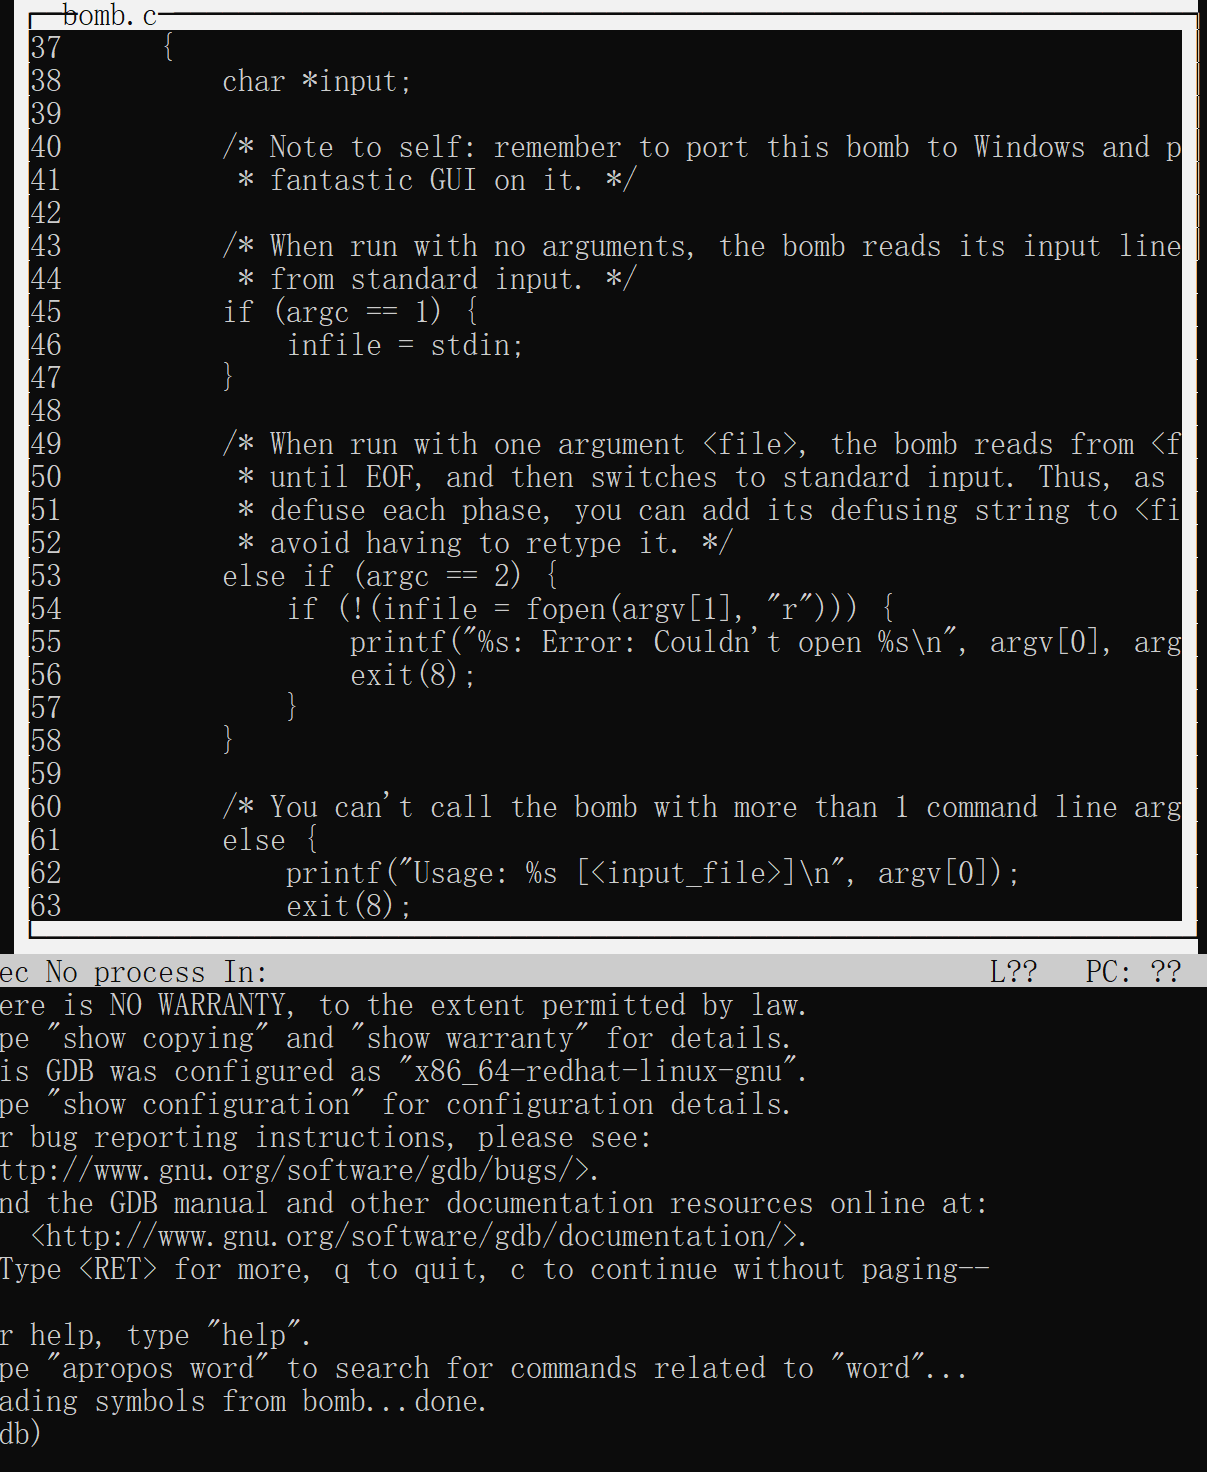 bomb.c
37 {
38 char *input;
39
40 /* Note to self: remember to port this bomb to Windows and p
41 * fantastic GUI on it. */
42
43 /* When run with no arguments, the bomb reads its input line
44 * from standard input. */
45 if (argc == 1) {
46 infile = stdin;
47 }
48
49 /* When run with one argument <file>, the bomb reads from <f
50 * until EOF, and then switches to standard input. Thus, as
51 * defuse each phase, you can add its defusing string to <fi
52 * avoid having to retype it. */
53 else if (argc == 2) {
54 if (!(infile = fopen(argv[1], "r"))) {
55 printf("%s: Error: Couldn't open %s\n", argv[0], arg
56 exit(8);
57 }
58 }
59
60 /* You can't call the bomb with more than 1 command line arg
61 else {
62 printf("Usage: %s [<input_file>]\n", argv[0]);
63 exit(8);
ec No process In: L?? PC: ??
ere is NO WARRANTY, to the extent permitted by law.
pe "show copying" and "show warranty" for details.
is GDB was configured as "x86_64-redhat-linux-gnu".
pe "show configuration" for configuration details.
r bug reporting instructions, please see:
ttp://www.gnu.org/software/gdb/bugs/>.
nd the GDB manual and other documentation resources online at:
<http://www.gnu.org/software/gdb/documentation/>.
Type <RET> for more, q to quit, c to continue without paging--
r help, type "help".
pe "apropos word" to search for commands related to "word"...
ading symbols from bomb...done.
db)